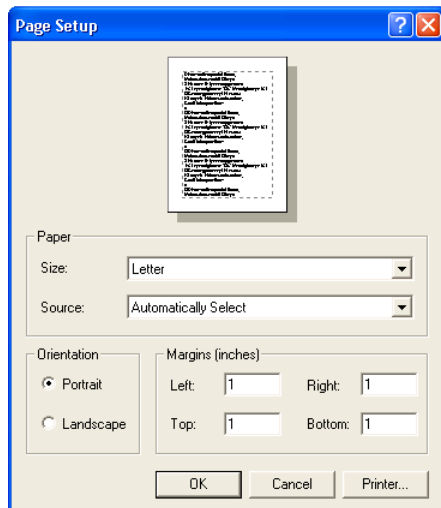 Page Setup
Paper
Size: Letter
Source: Automatically Select
Orientation
Portrait
Landscape
Margins (inches)
Left: 1 Right: 1
Top: 1 Bottom: 1
OK Cancel Printer...